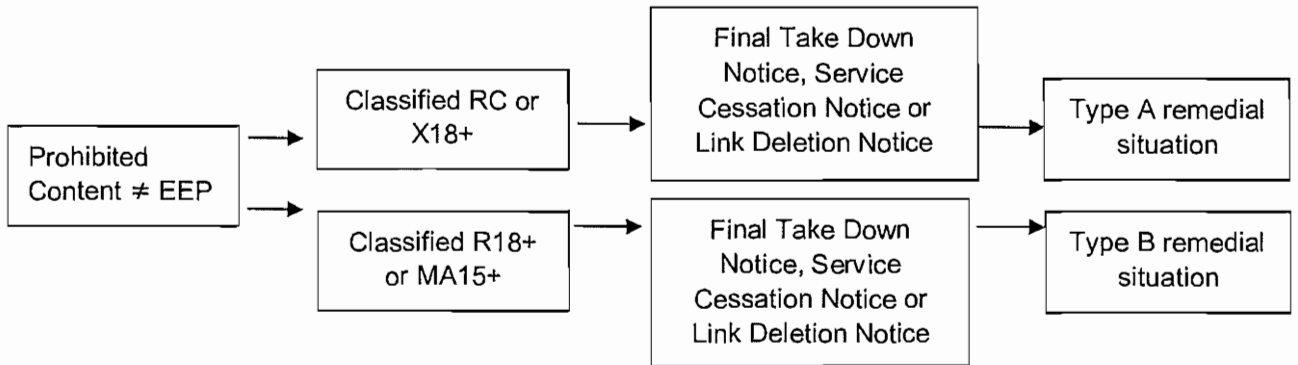 Prohibited
Content ≠ EEP
Classified RC or
X18+
Final Take Down
Notice, Service
Cessation Notice or
Link Deletion Notice
Type A remedial
situation
Classified R18+
or MA15+
Final Take Down
Notice, Service
Cessation Notice or
Link Deletion Notice
Type B remedial
situation